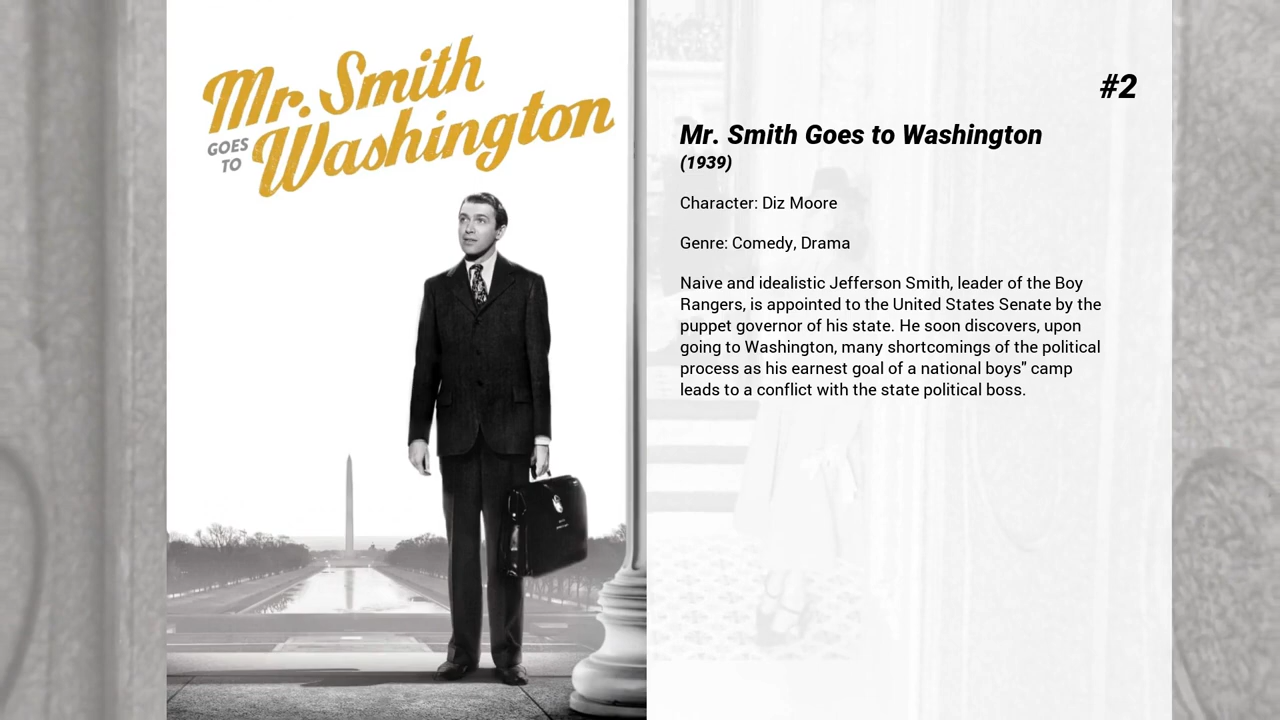 Mr. Smith
GOES TO
Washington
#2
Mr. Smith Goes to Washington
(1939)
Character: Diz Moore
Genre: Comedy, Drama
Naive and idealistic Jefferson Smith, leader of the Boy
Rangers, is appointed to the United States Senate by the
puppet governor of his state. He soon discovers, upon
going to Washington, many shortcomings of the political
process as his earnest goal of a national boys" camp
leads to a conflict with the state political boss.